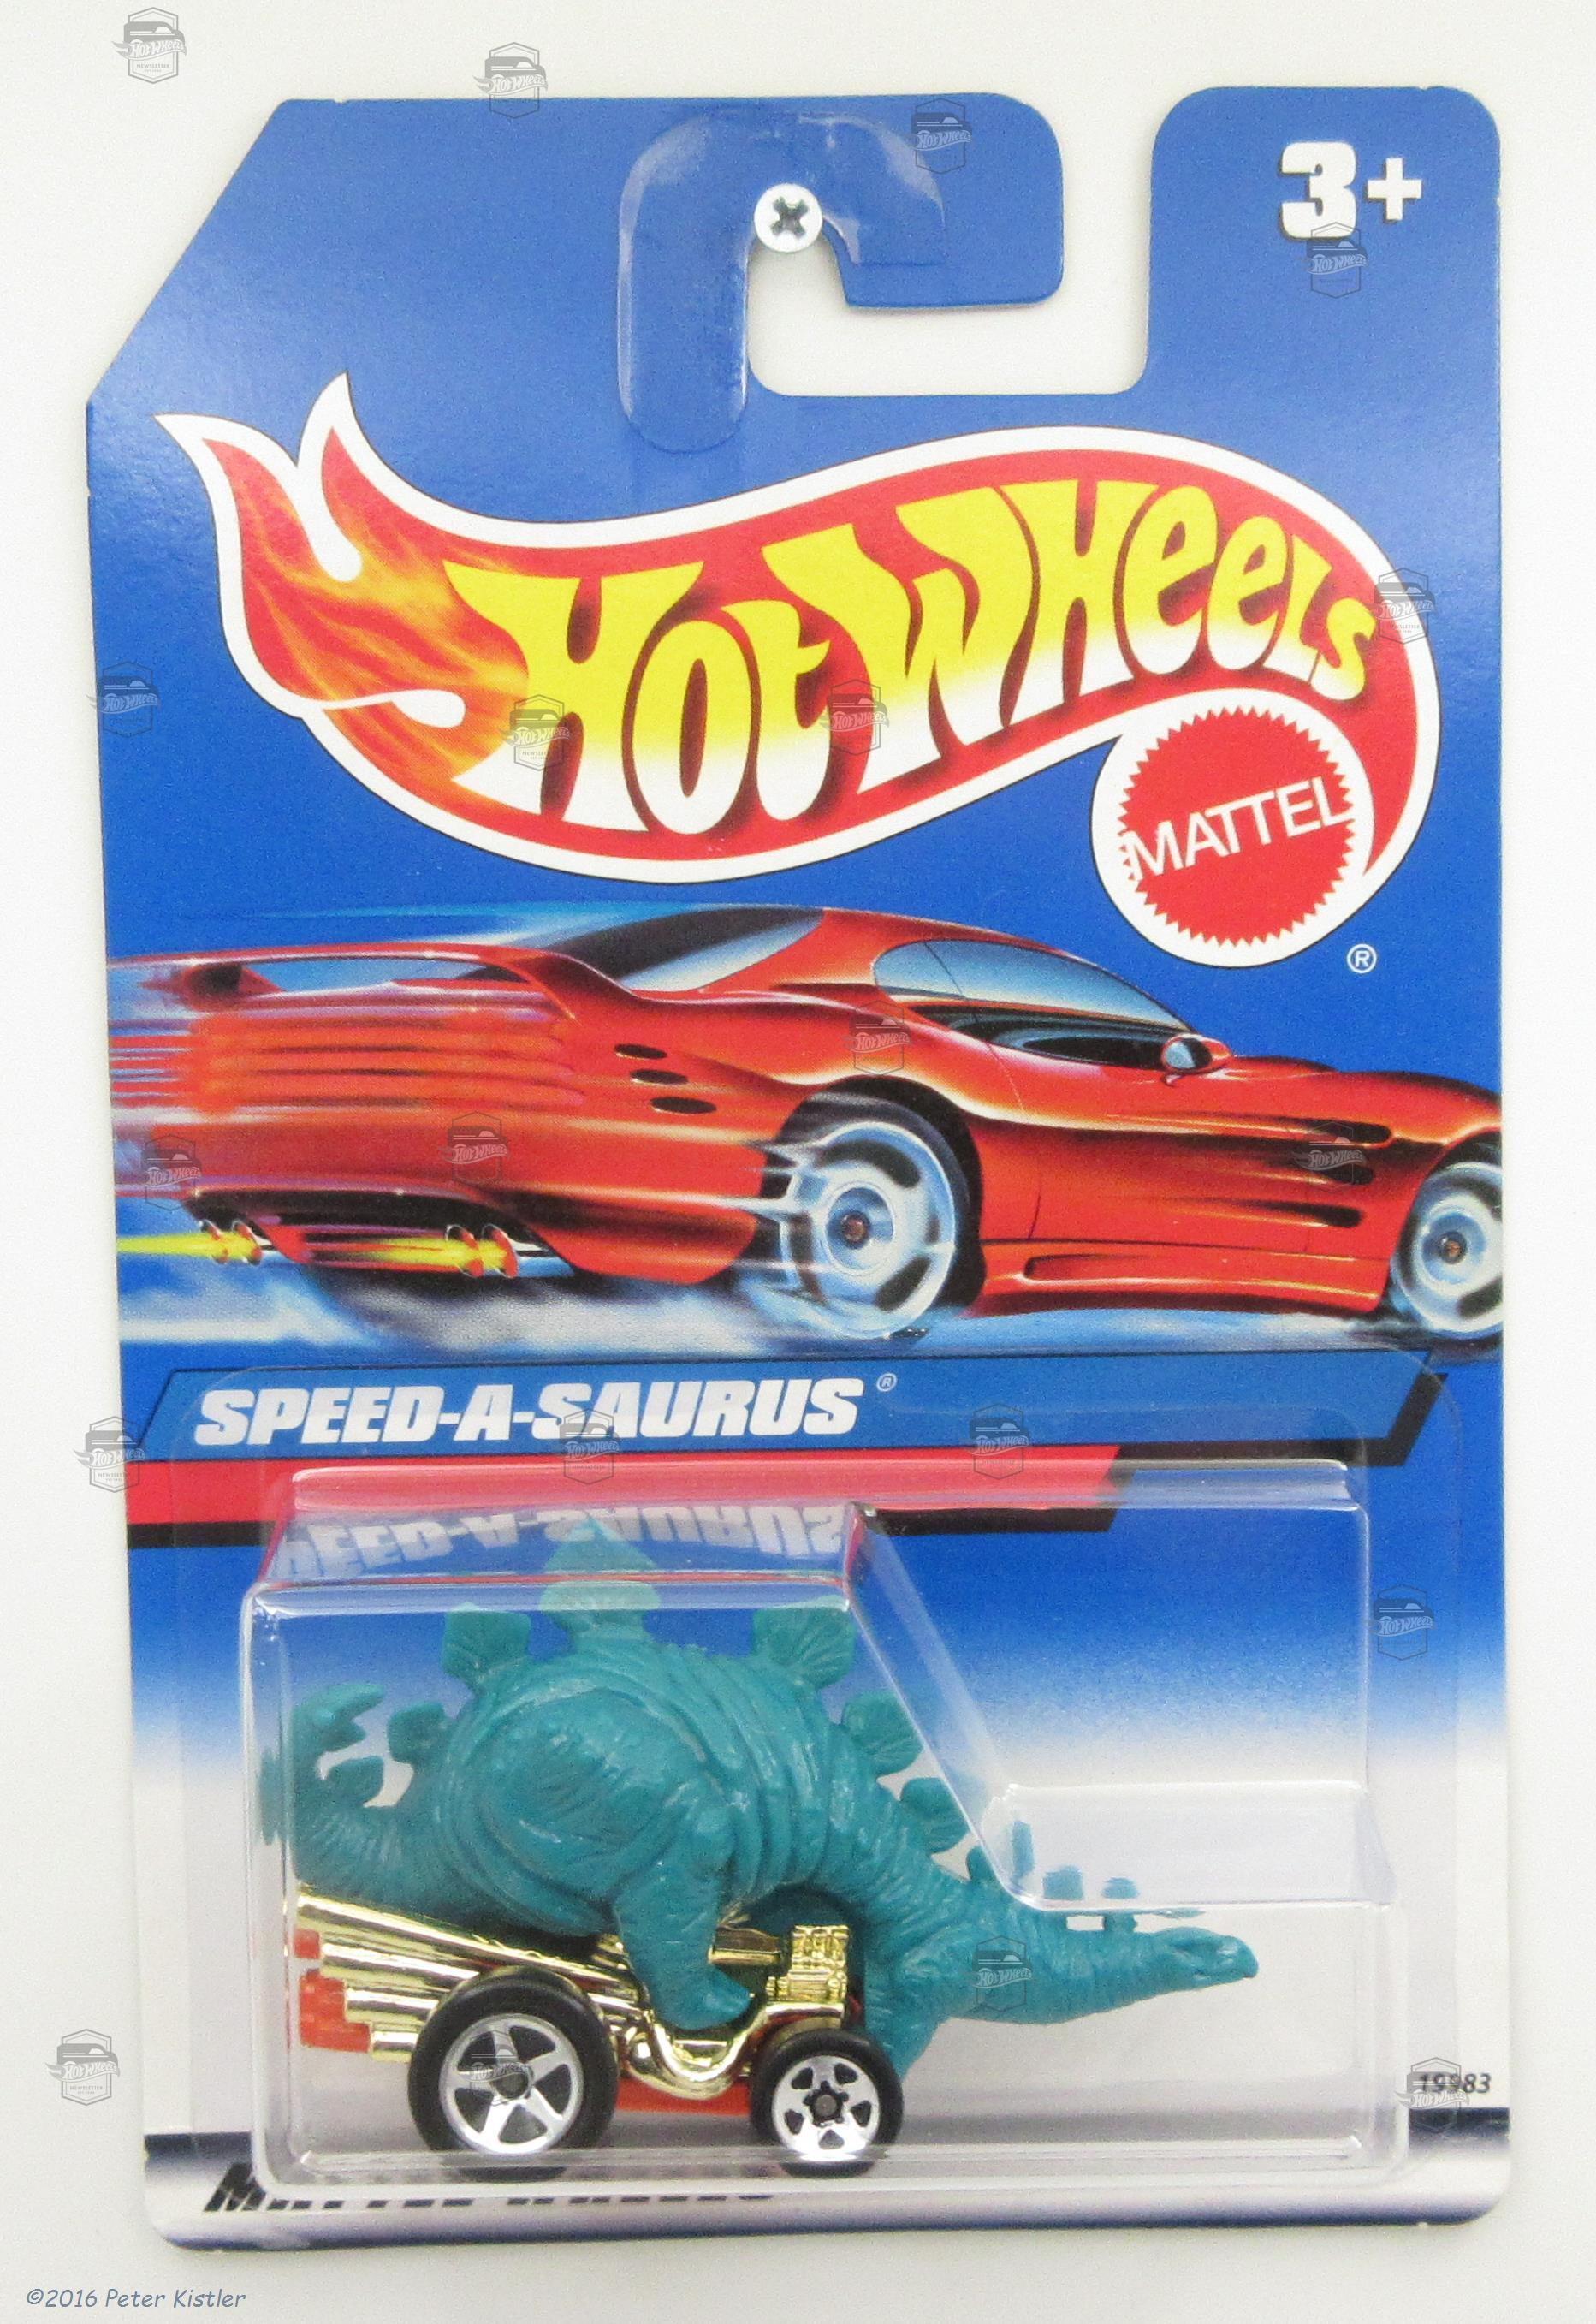 3+
Hot Wheels
MATTEL
®
SPEED-A-SAURUS®
19983
©2016 Peter Kistler